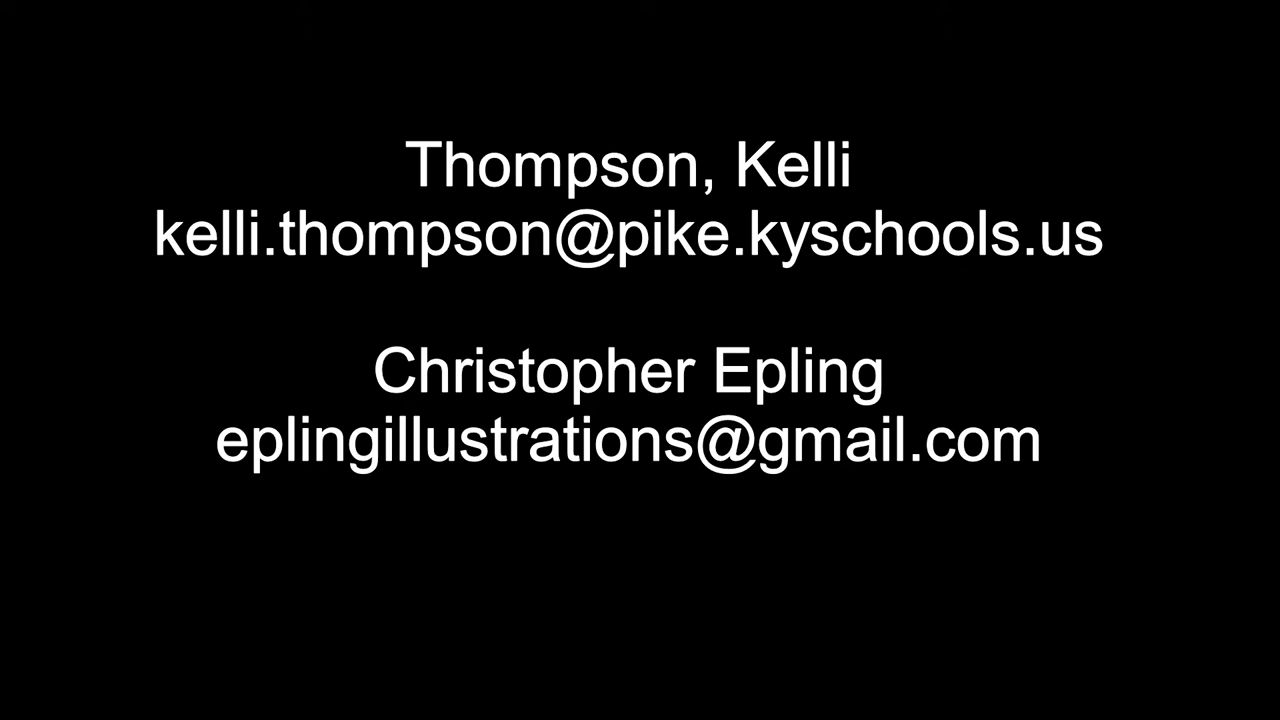 Thompson, Kelli
kelli.thompson@pike.kyschools.us
Christopher Epling
eplingillustrations@gmail.com